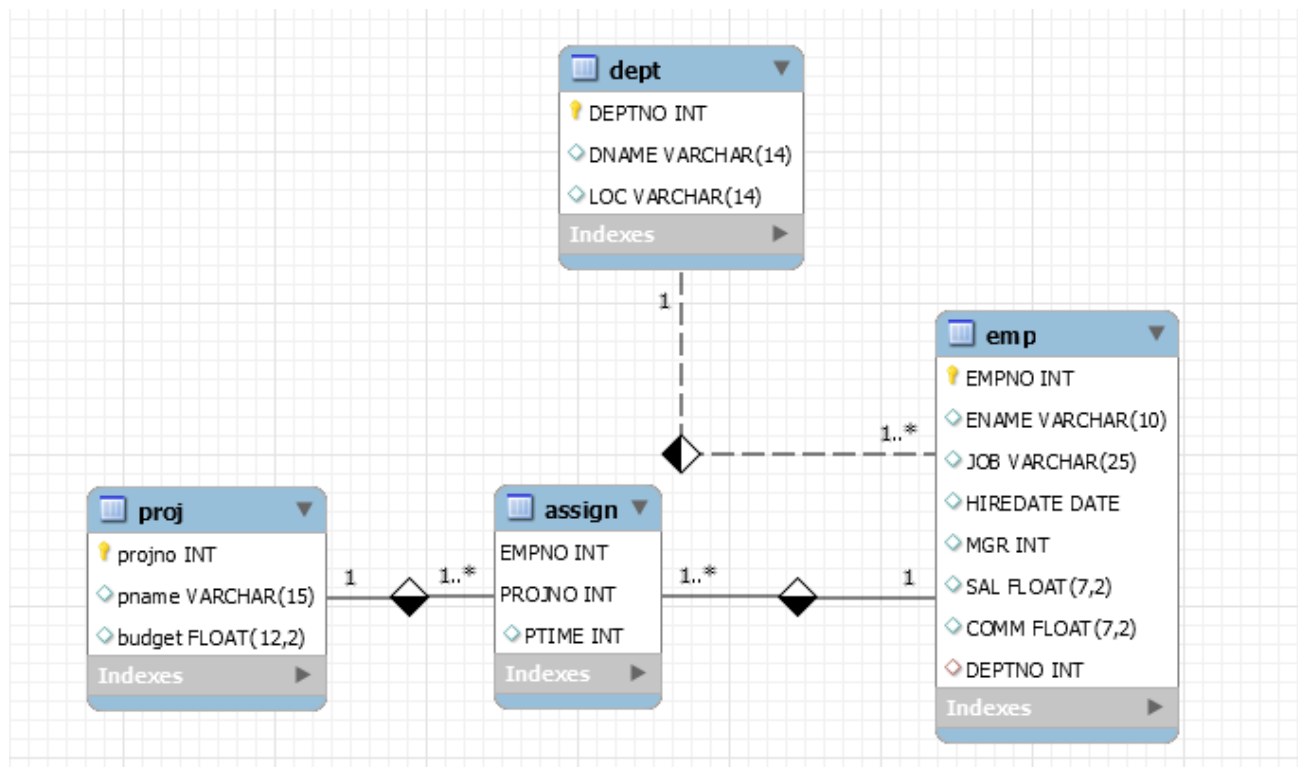 dept
DEPTNO INT
DNAME VARCHAR(14)
LOC VARCHAR(14)
Indexes
1
1..*
emp
EMPNO INT
ENAME VARCHAR(10)
JOB VARCHAR(25)
HIREDATE DATE
MGR INT
SAL FLOAT(7,2)
COMM FLOAT(7,2)
DEPTNO INT
Indexes
proj
projno INT
pname VARCHAR(15)
budget FLOAT(12,2)
Indexes
1
1..*
assign
EMPNO INT
PROJNO INT
PTIME INT
Indexes
1..*
1